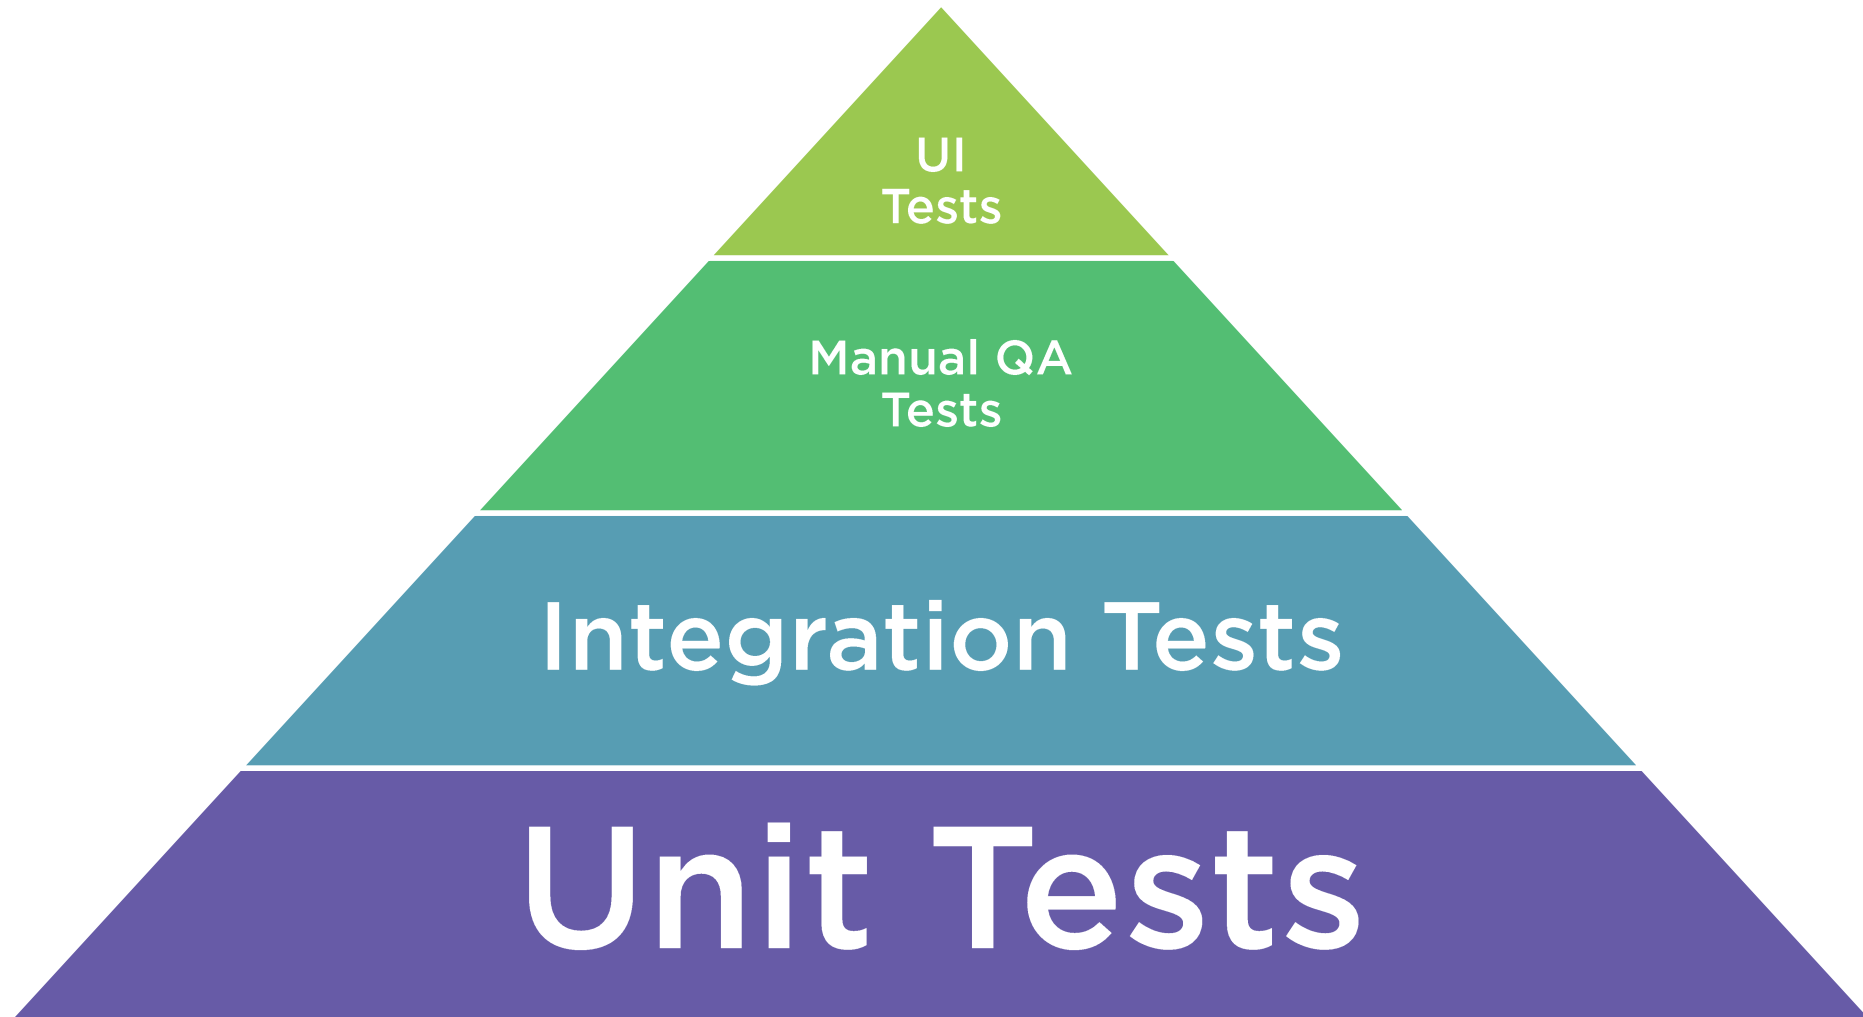 UI
Tests
Manual QA
Tests
Integration Tests
Unit Tests